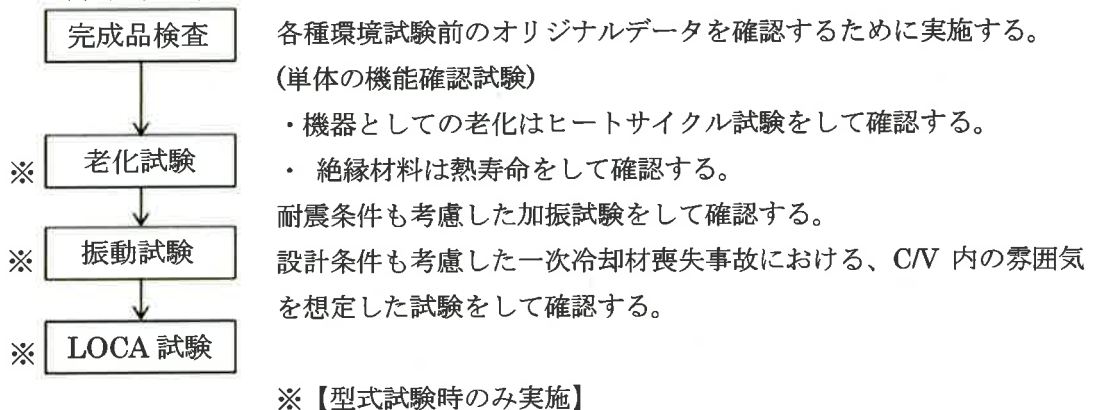 完成品検査
各種環境試験前のオリジナルデータを確認するために実施する。
(単体の機能確認試験)
・機器としての老化はヒートサイクル試験をして確認する。
※ 老化試験
・ 絶縁材料は熱寿命をして確認する。
耐震条件も考慮した加振試験をして確認する。
※ 振動試験
設計条件も考慮した一次冷却材喪失事故における、C/V 内の雰囲気
を想定した試験をして確認する。
※ LOCA 試験
※【型式試験時のみ実施】